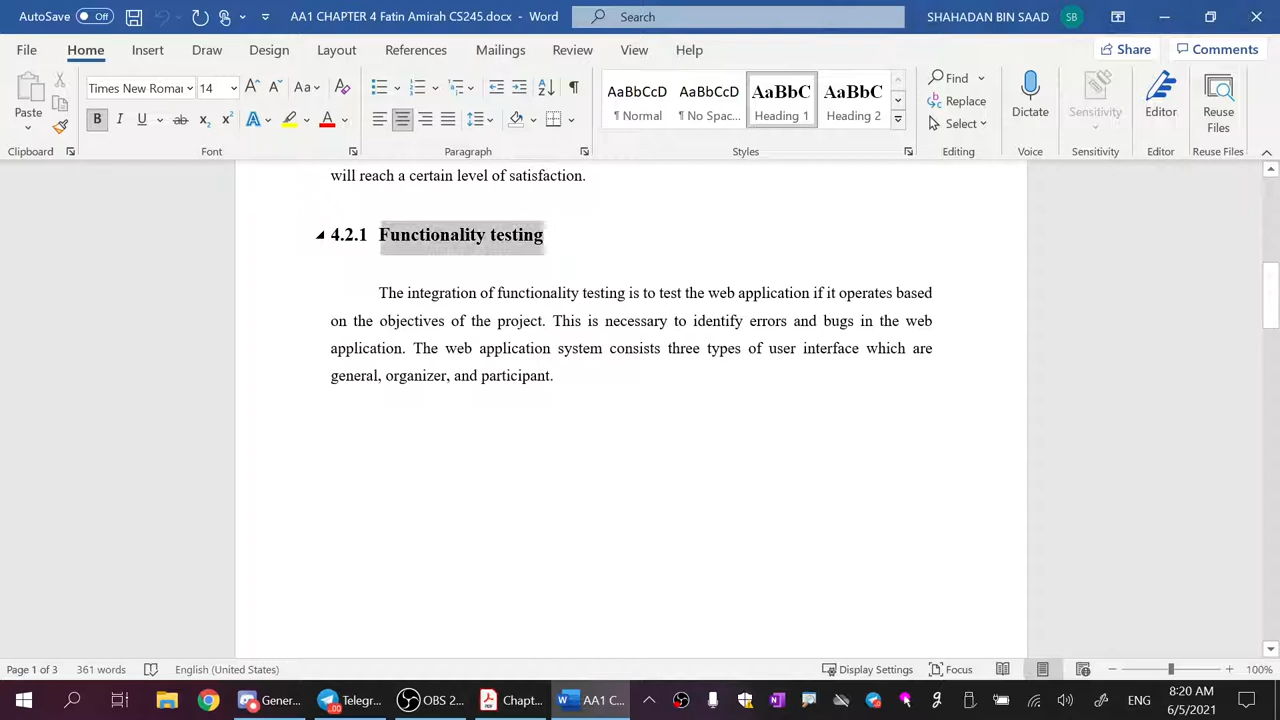 AutoSave Off AA1 CHAPTER 4 Fatin Amirah CS245.docx - Word Search SHAHADAN BIN SAAD SB
File Home Insert Draw Design Layout References Mailings Review View Help Share Comments
Paste
Clipboard
Times New Roman 14
Font
Paragraph
AaBbCcD AaBbCcD AaBbC AaBbC
¶ Normal ¶ No Spac... Heading 1 Heading 2
Styles
Find
Replace
Select
Editing
Dictate
Voice
Sensitivity
Sensitivity
Editor
Editor
Reuse Files
Reuse Files
will reach a certain level of satisfaction.
4.2.1 Functionality testing
The integration of functionality testing is to test the web application if it operates based
on the objectives of the project. This is necessary to identify errors and bugs in the web
application. The web application system consists three types of user interface which are
general, organizer, and participant.
Page 1 of 3 361 words English (United States) Display Settings Focus 100%
Gener... Telegr... OBS 2... Chapt... AA1 C... ENG 8:20 AM
6/5/2021